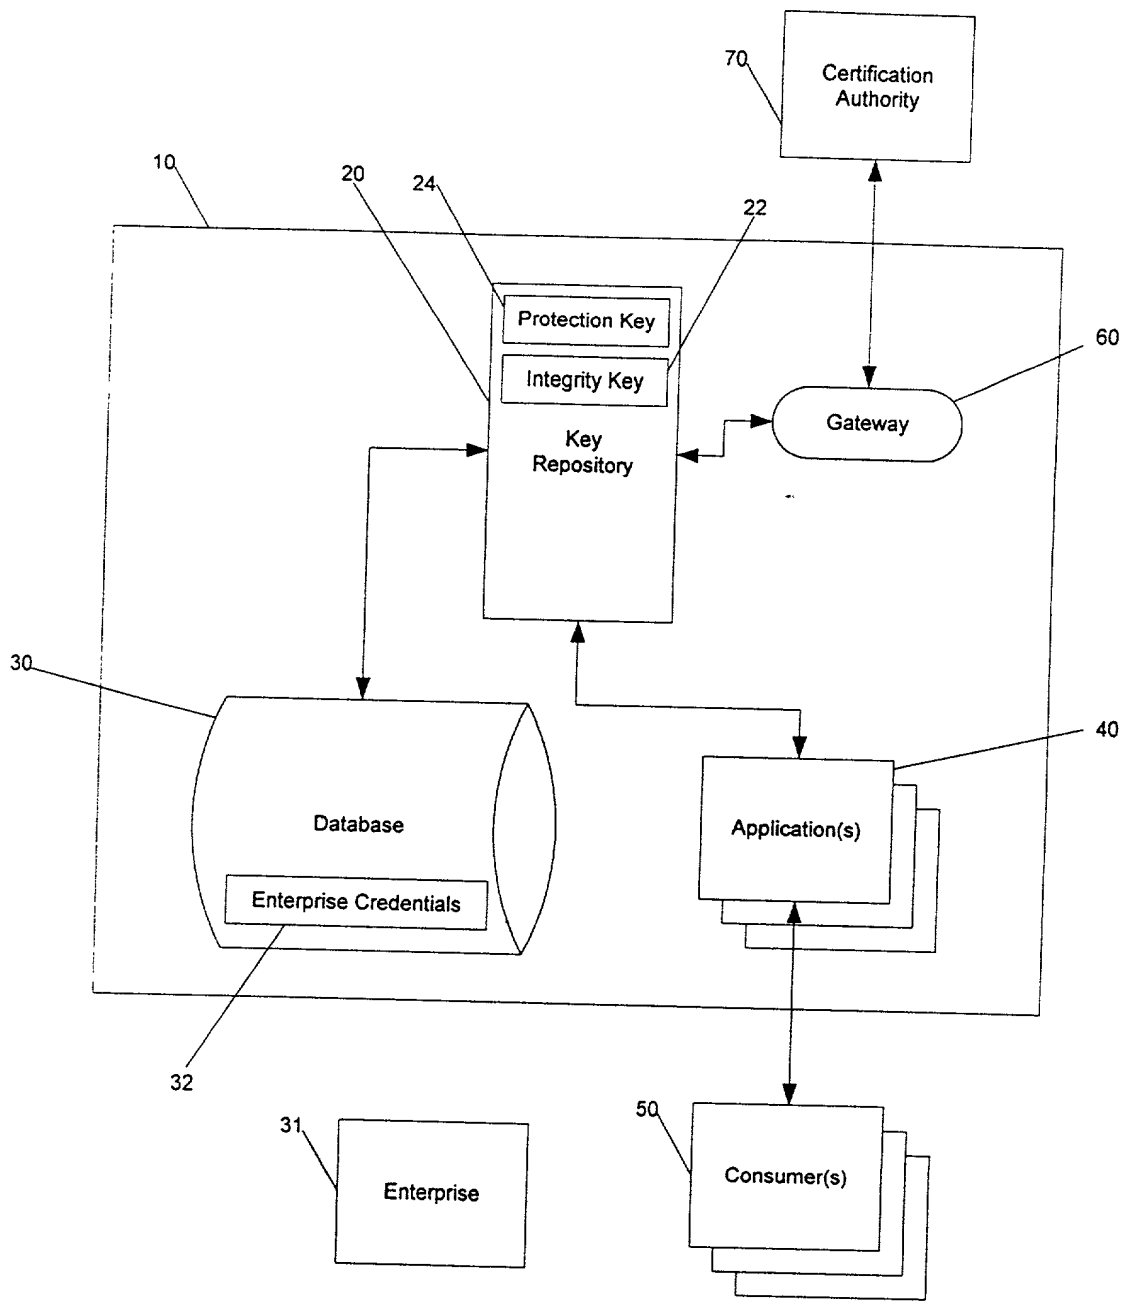 70
Certification
Authority
10
20
24
22
Protection Key
Integrity Key
Key
Repository
60
Gateway
30
Database
Enterprise Credentials
32
40
Application(s)
31
Enterprise
50
Consumer(s)